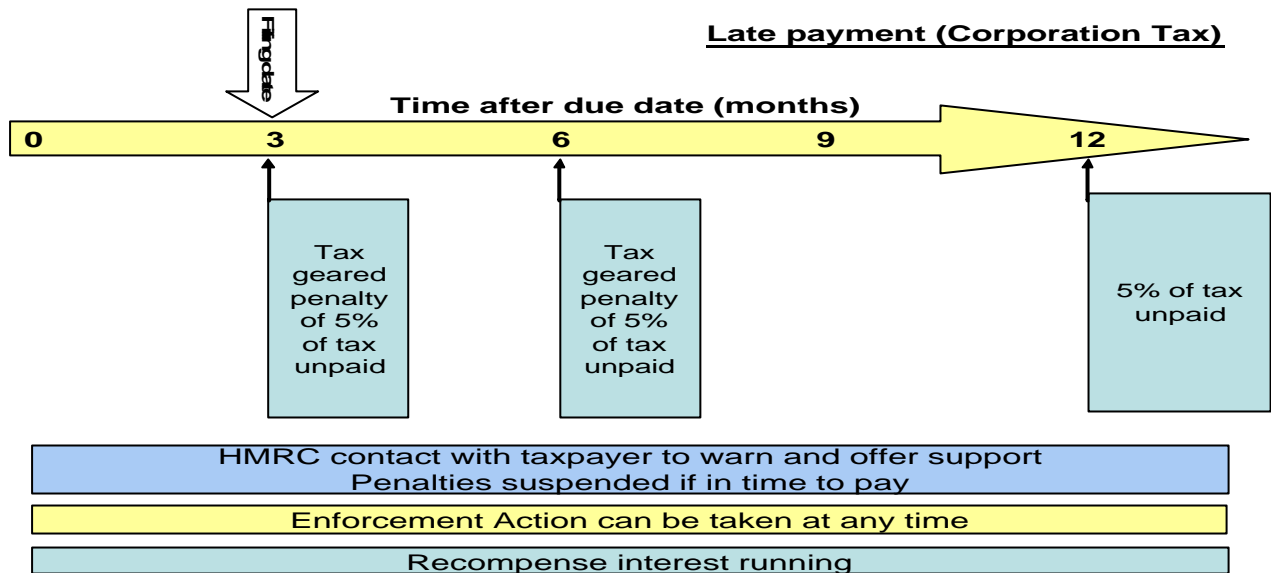 Filing date
Late payment (Corporation Tax)
Time after due date (months)
0 3 6 9 12
Tax
geared
penalty
of 5%
of tax
unpaid
Tax
geared
penalty
of 5%
of tax
unpaid
5% of tax
unpaid
HMRC contact with taxpayer to warn and offer support
Penalties suspended if in time to pay
Enforcement Action can be taken at any time
Recompense interest running